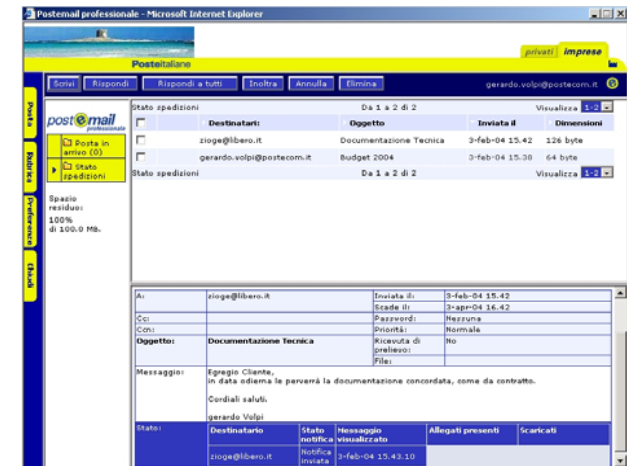 Postemail professionale - Microsoft Internet Explorer
Posteitaliane
privati imprese
Scrivi Rispondi Rispondi a tutti Inoltra Annulla Elimina gerardo.volpi@postecom.it
Posta
Rubrica
Preferenze
Chiudi
postemail
professionale
Posta in
arrivo (0)
Stato
spedizioni
Spazio
residuo:
100%
di 100.0 MB.
Stato spedizioni Da 1 a 2 di 2 Visualizza 1-2
Destinatari: Oggetto Inviata il Dimensioni
zioge@libero.it Documentazione Tecnica 3-feb-04 15.42 126 byte
gerardo.volpi@postecom.it Budget 2004 3-feb-04 15.38 64 byte
Stato spedizioni Da 1 a 2 di 2 Visualizza 1-2
A: zioge@libero.it Inviata il: 3-feb-04 15.42
Scade il: 3-apr-04 16.42
Cc: Password: Nessuna
Ccn: Priorità: Normale
Oggetto: Documentazione Tecnica Ricevuta di prelievo: No
File:
Messaggio: Egregio Cliente,
in data odierna le perverrà la documentazione concordata, come da contratto.
Cordiali saluti.
gerardo Volpi
Stato: Destinatario Stato notifica Messaggio visualizzato Allegati presenti Scaricati
zioge@libero.it Notifica inviata 3-feb-04 15.43.10